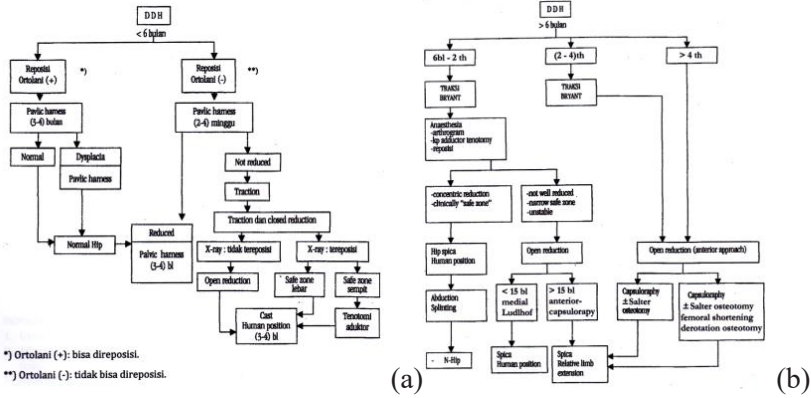 DDH
< 6 bulan
Reposisi
Ortolani (+)
*)
Reposisi
Ortolani (-)
**)
Pavlic harness
(3-4) bulan
Pavlic harness
(2-4) minggu
Normal
Dysplacia
Pavlic harness
Not reduced
Traction
Traction dan closed reduction
Normal Hip
Reduced
Palvic harness
(3-4) bl
X-ray : tidak tereposisi
X-ray : tereposisi
Open reduction
Safe zone
lebar
Safe zone
sempit
Cast
Human position
(3-4) bl
Tenotomi
aduktor
*) Ortolani (+): bisa direposisi.
**) Ortolani (-): tidak bisa direposisi.
(a)
DDH
> 6 bulan
6bl - 2 th
(2 - 4)th
> 4 th
TRAKSI
BRYANT
TRAKSI
BRYANT
Anaesthesia
-arthrogram
-kp adductor tenotomy
-reposisi
-concentric reduction
-clinically "safe zone"
-not well reduced
-narrow safe zone
-unstable
Hip spica
Human position
Open reduction
Open reduction (anterior approach)
Abduction
Splinting
< 15 bl
medial
Ludlhof
> 15 bl
anterior-
capsulorapy
Capsuloraphy
± Salter
osteotomy
Capsuloraphy
± Salter osteotomy
femoral shortening
derotation osteotomy
- N-Hip
Spica
Human position
Spica
Relative limb
extension
(b)